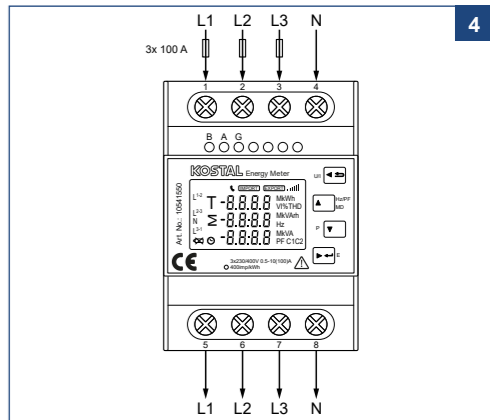 4
L1 L2 L3 N
3x 100 A
1 2 3 4
B A G
KOSTAL Energy Meter
U/I
IMPORT EXPORT
Art. No.: 10541550
L1-2 T -8.8.8.8 MkWh
Vl%THD
Hz/PF
MD
L2-3 Σ -8.8.8.8 MkVArh
N Hz
P
L3-1 -8.8.8.8 MkVA
PF C1C2
E
CE
3x230/400V 0.5-10(100)A
400imp/kWh
5 6 7 8
L1 L2 L3 N